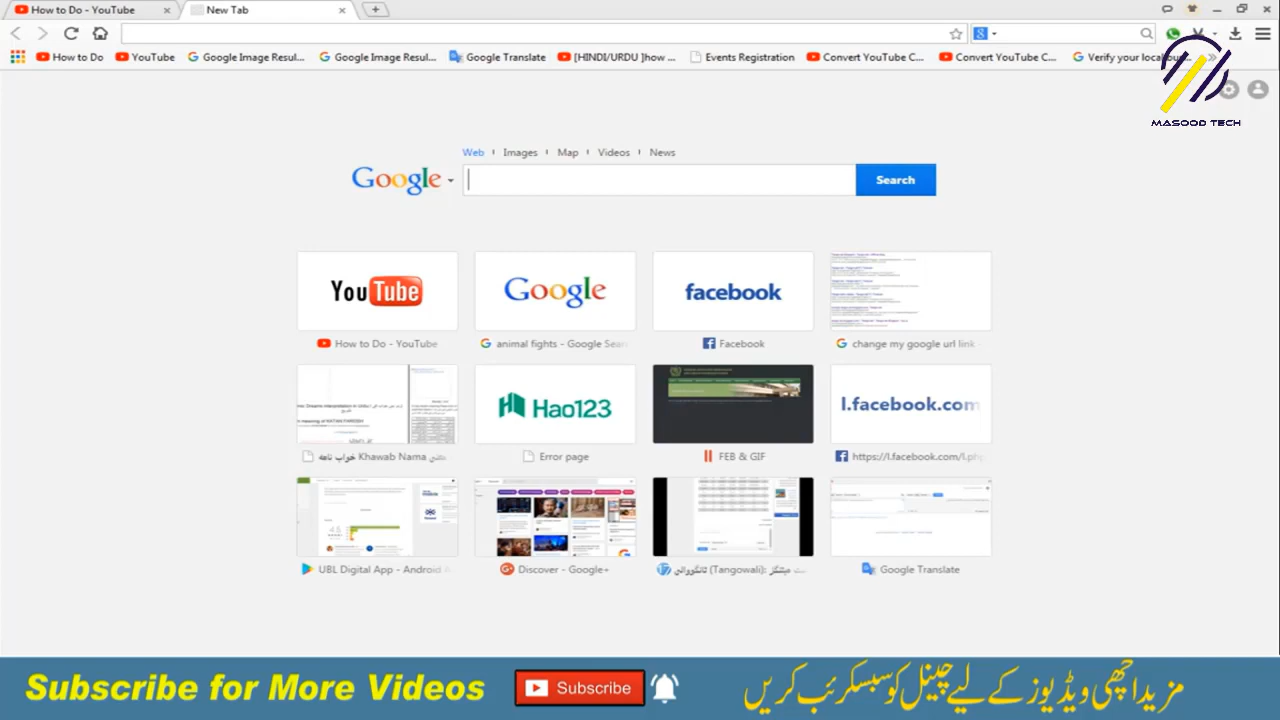 How to Do - YouTube
New Tab
How to Do
YouTube
Google Image Resul...
Google Image Resul...
Google Translate
[HINDI/URDU ]how ...
Events Registration
Convert YouTube C...
Convert YouTube C...
Verify your local
MASOOD TECH
Web
Images
Map
Videos
News
Google
Search
YouTube
Google
facebook
How to Do - YouTube
animal fights - Google Sear
Facebook
change my google url link -
Hao123
l.facebook.com
خواب نامه Khawab Nama
Error page
FEB & GIF
https://l.facebook.com/l.ph
UBL Digital App - Android
Discover - Google+
ٹانگووالی (Tangowali):
Google Translate
Subscribe for More Videos
Subscribe
مزید اچھی ویڈیوز کے لیے چینل کو سبسکرائب کریں